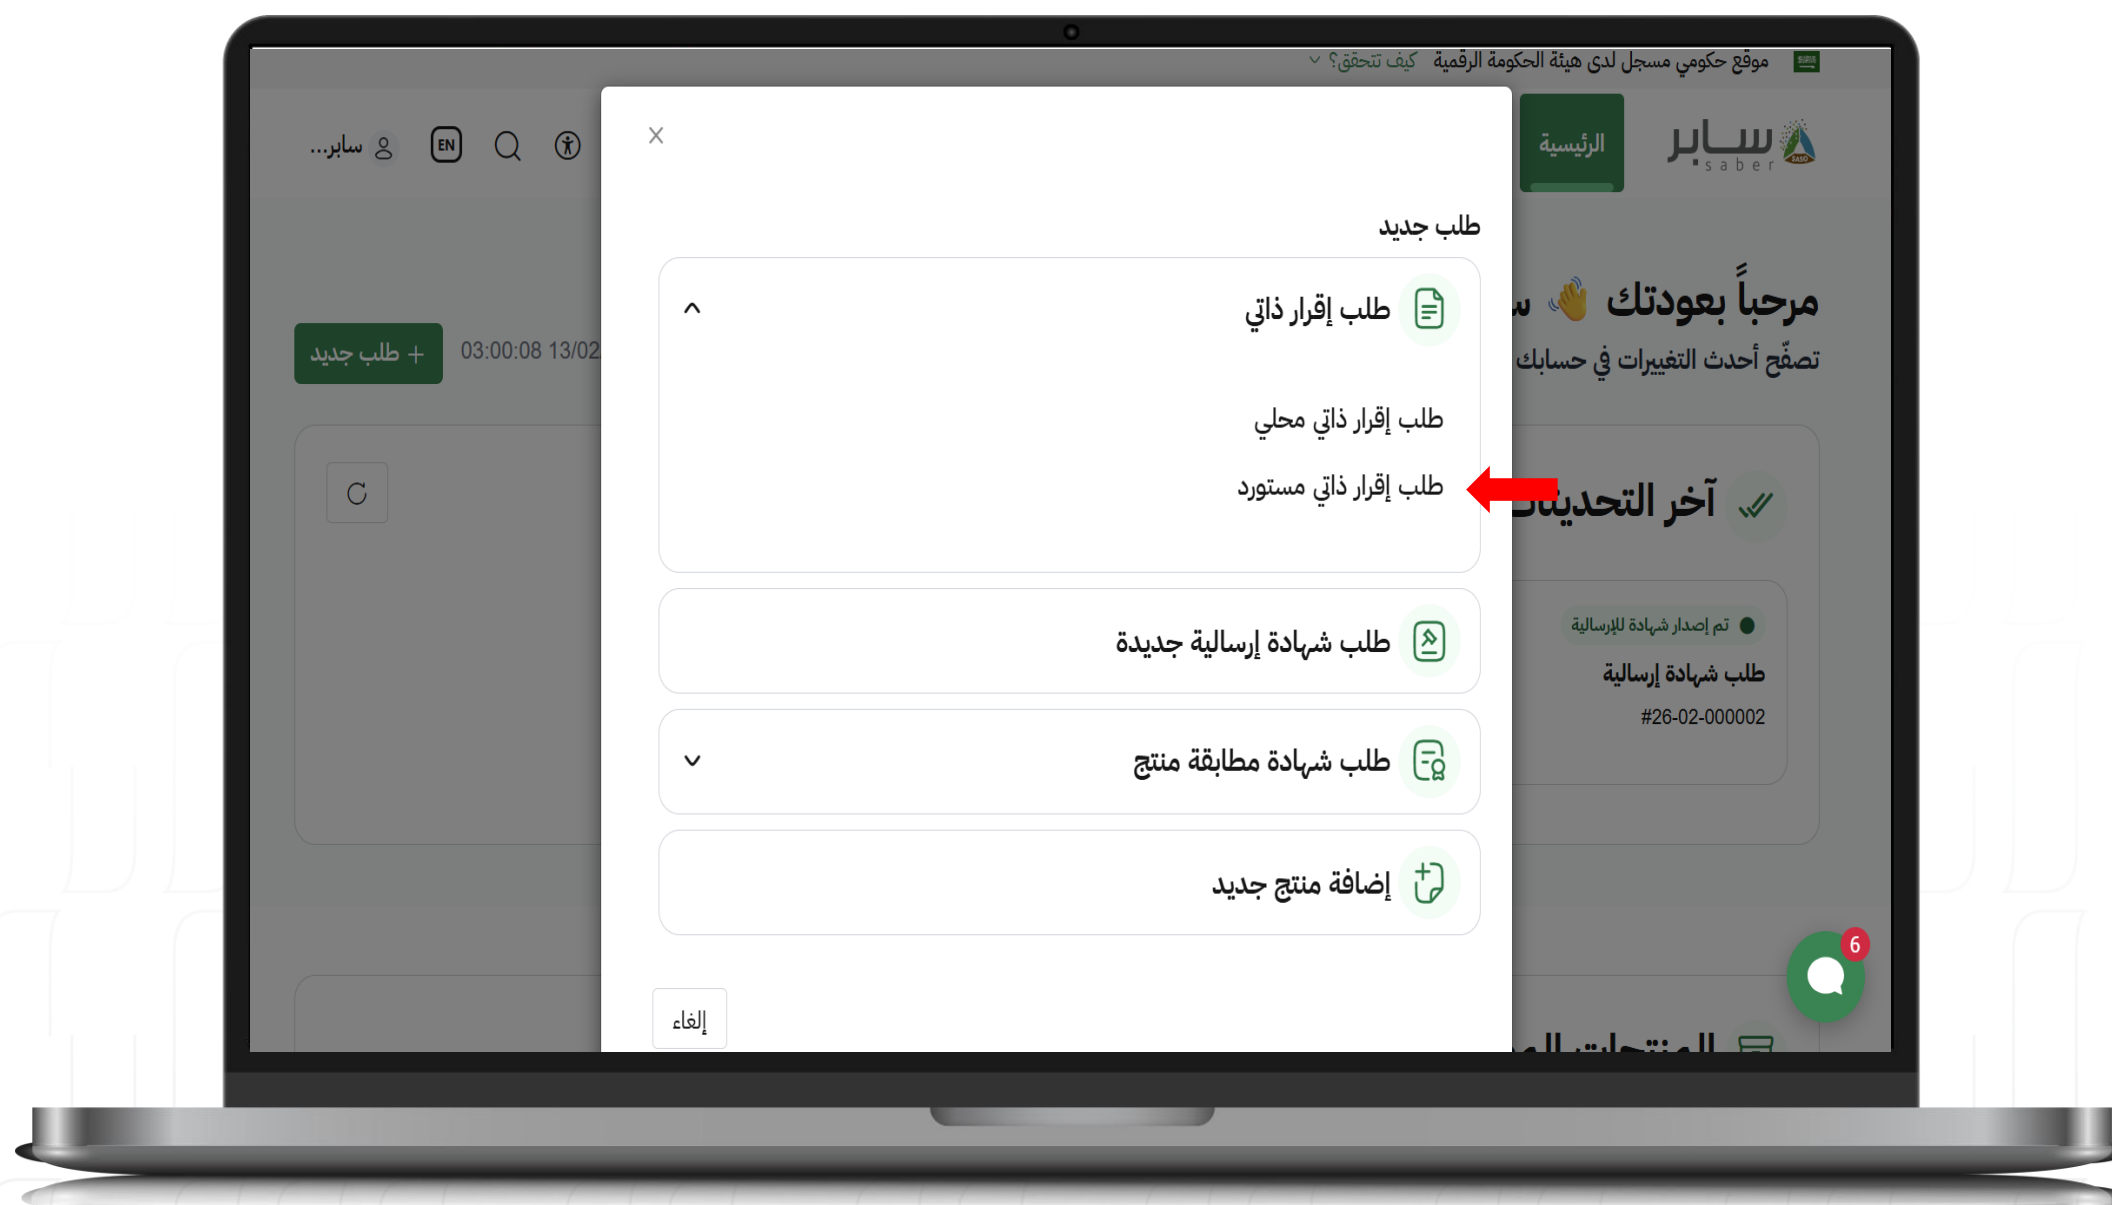 موقع حكومي مسجل لدى هيئة الحكومة الرقمية كيف تتحقق؟
سابر
saber
SASO
الرئيسية
EN
سابر...
مرحباً بعودتك 👋
تصفّح أحدث التغييرات في حسابك
03:00:08 13/02
+ طلب جديد
آخر التحديثات
تم إصدار شهادة للإرسالية
طلب شهادة إرسالية
#26-02-000002
طلب جديد
طلب إقرار ذاتي
طلب إقرار ذاتي محلي
طلب إقرار ذاتي مستورد
طلب شهادة إرسالية جديدة
طلب شهادة مطابقة منتج
إضافة منتج جديد
إلغاء
6
المنتجات